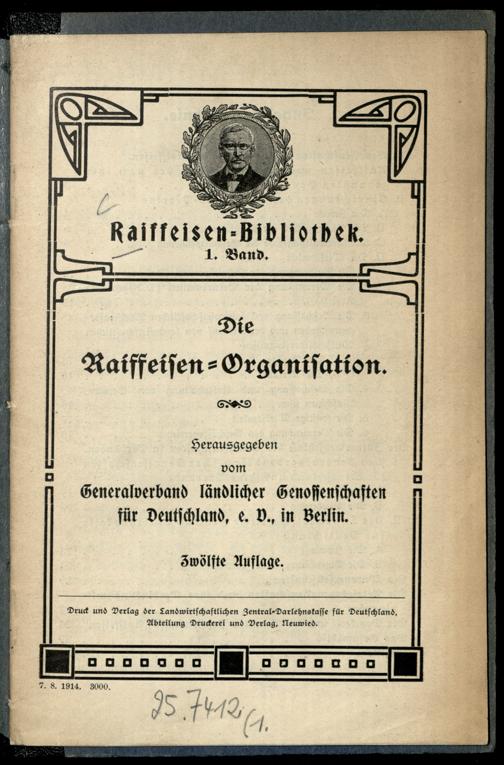 Raiffeisen=Bibliothek.
1. Band.
Die
Raiffeisen=Organisation.
Herausgegeben
vom
Generalverband ländlicher Genossenschaften
für Deutschland, e. V., in Berlin.
Zwölfte Auflage.
Druck und Verlag der Landwirtschaftlichen Zentral=Darlehnskasse für Deutschland,
Abteilung Druckerei und Verlag, Neuwied.
7. 8. 1914. 3000.
25.7412(1.